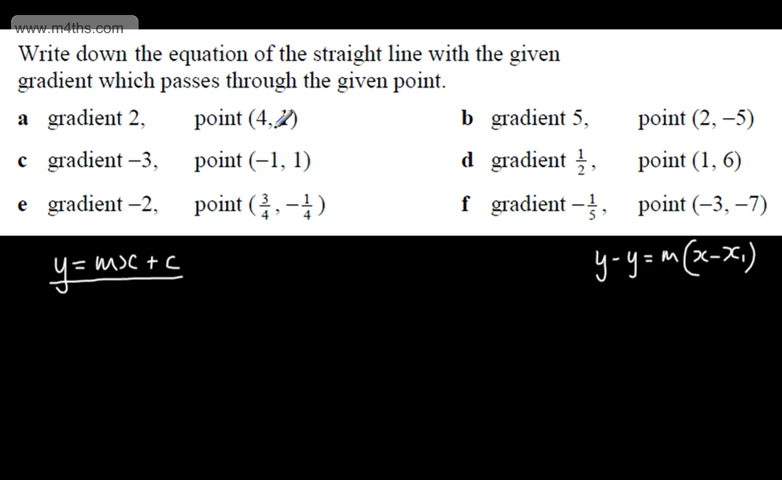 www.m4ths.com
Write down the equation of the straight line with the given
gradient which passes through the given point.
a gradient 2, point (4, )
b gradient 5, point (2, −5)
c gradient −3, point (−1, 1)
d gradient 1/2, point (1, 6)
e gradient −2, point (3/4, −1/4)
f gradient −1/5, point (−3, −7)
y = mx + c
y - y = m(x - x₁)